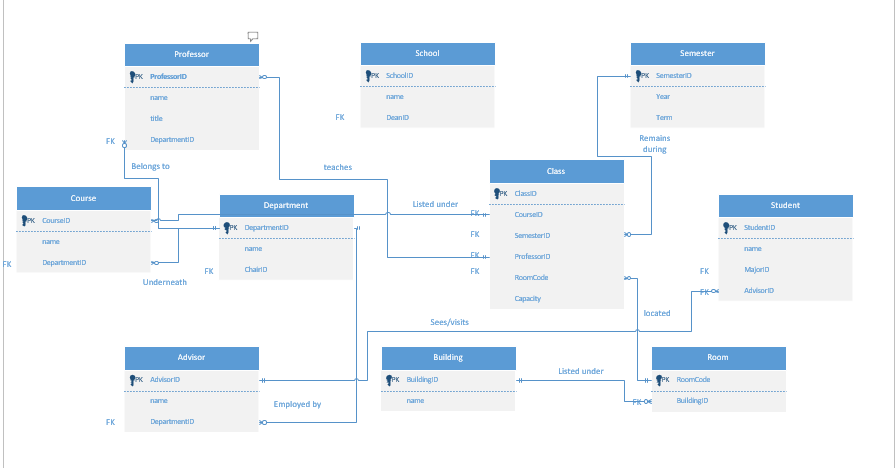 Professor
PK ProfessorID
name
title
FK DepartmentID
School
PK SchoolID
name
FK DeanID
Semester
PK SemesterID
Year
Term
Remains
during
Belongs to
teaches
Class
PK ClassID
FK CourseID
FK SemesterID
FK ProfessorID
FK RoomCode
Capacity
Listed under
Course
PK CourseID
name
FK DepartmentID
Underneath
Department
PK DepartmentID
name
FK ChairID
Student
PK StudentID
name
FK MajorID
FK AdvisorID
located
Sees/visits
Advisor
PK AdvisorID
name
FK DepartmentID
Employed by
Building
PK BuildingID
name
Listed under
Room
PK RoomCode
FK BuildingID